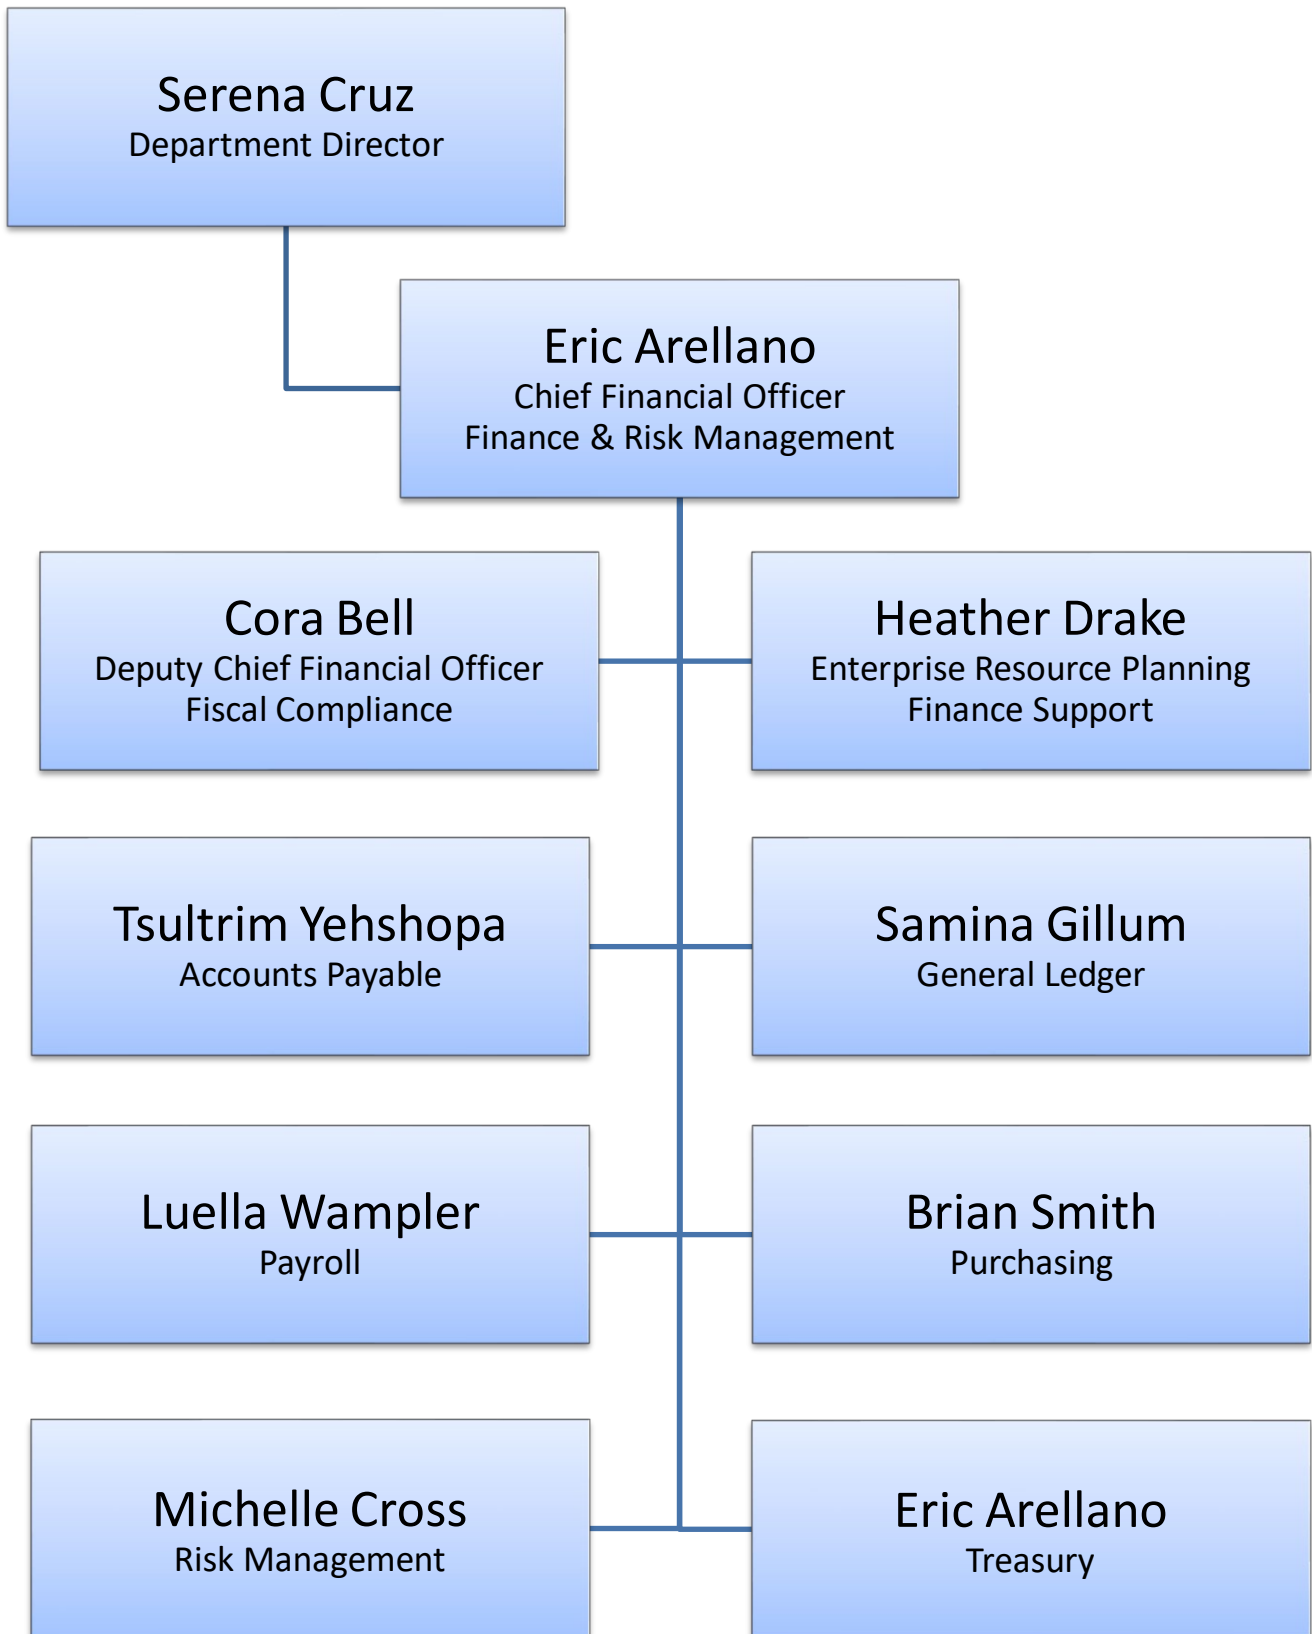 Serena Cruz
Department Director
Eric Arellano
Chief Financial Officer
Finance & Risk Management
Cora Bell
Deputy Chief Financial Officer
Fiscal Compliance
Heather Drake
Enterprise Resource Planning
Finance Support
Tsultrim Yehshopa
Accounts Payable
Samina Gillum
General Ledger
Luella Wampler
Payroll
Brian Smith
Purchasing
Michelle Cross
Risk Management
Eric Arellano
Treasury